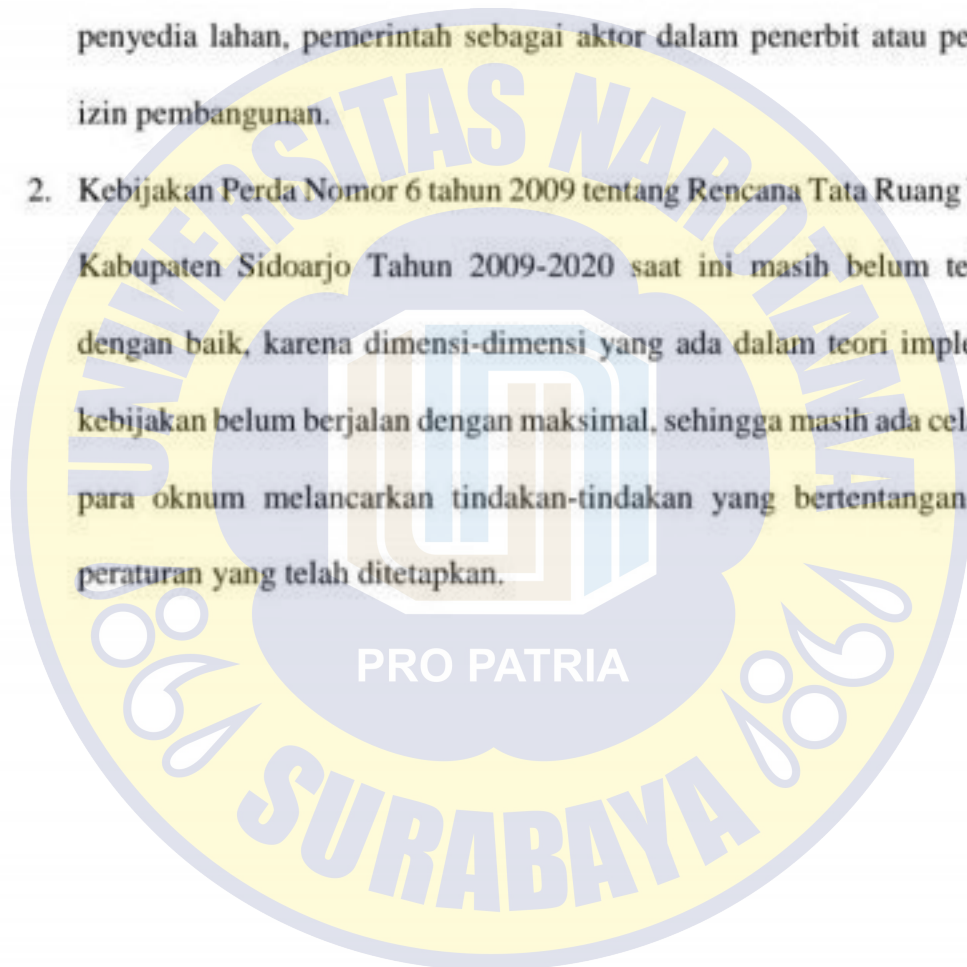 penyedia lahan, pemerintah sebagai aktor dalam penerbit atau pe
izin pembangunan.
2. Kebijakan Perda Nomor 6 tahun 2009 tentang Rencana Tata Ruang
Kabupaten Sidoarjo Tahun 2009-2020 saat ini masih belum te
dengan baik, karena dimensi-dimensi yang ada dalam teori imple
kebijakan belum berjalan dengan maksimal, sehingga masih ada cel
para oknum melancarkan tindakan-tindakan yang bertentangan
peraturan yang telah ditetapkan.
UNIVERSITAS NAROTAMA
PRO PATRIA
SURABAYA